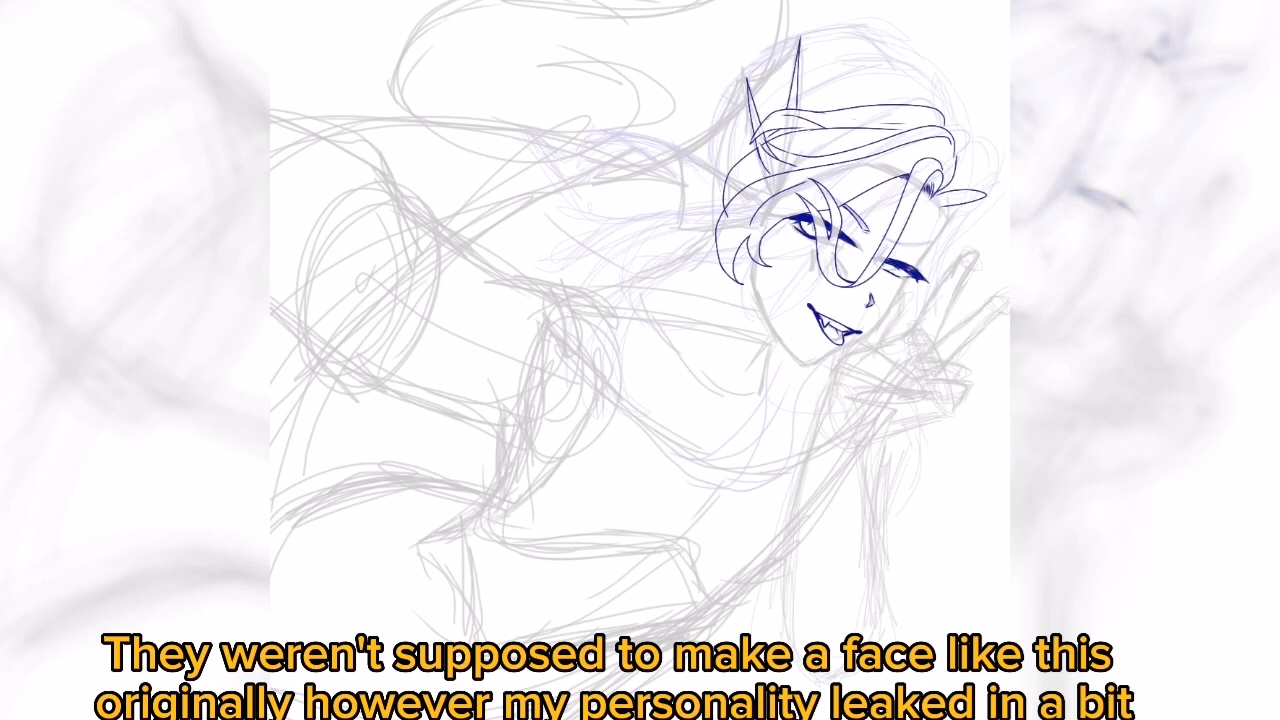 They weren't supposed to make a face like this
originally however my personality leaked in a bit